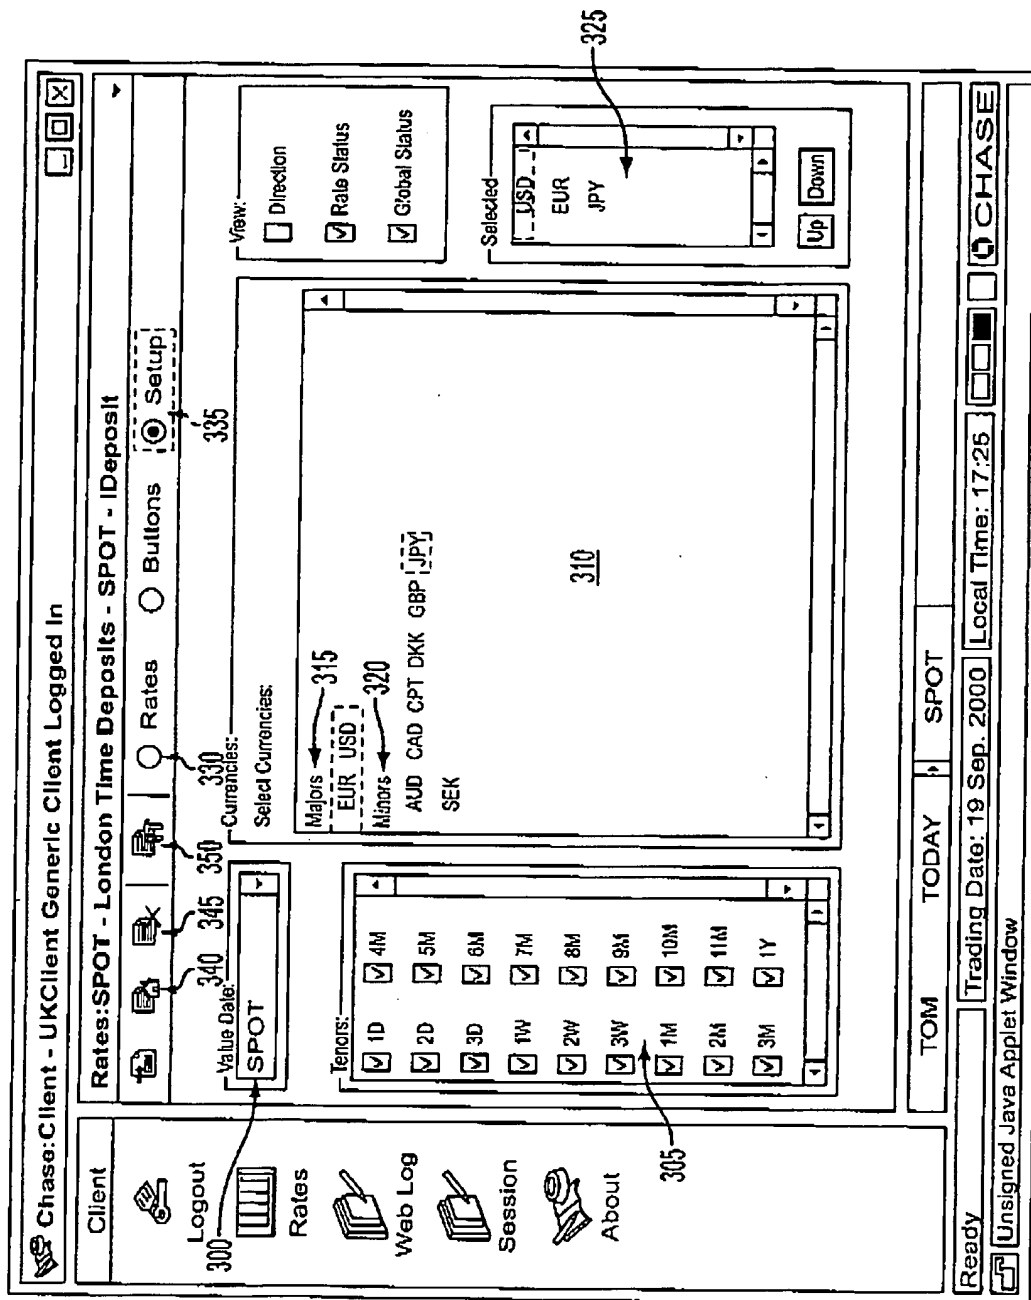 Chase:Client - UKClient Generic Client Logged In
Client
Logout
Rates
Web Log
Session
About
Rates:SPOT - London Time Deposits - SPOT - IDeposit
Rates Buttons Setup
340 345 350 330 335
Value Date:
SPOT
300
Tenors:
1D 4M
2D 5M
3D 6M
1W 7M
2W 8M
3W 9M
1M 10M
2M 11M
3M 1Y
305
Currencies:
Select Currencies:
Majors 315
EUR USD
Minors 320
AUD CAD CPT DKK GBP JPY
SEK
310
View:
Direction
Rate Status
Global Status
Selected
USD
EUR
JPY
Up Down
325
TOM TODAY SPOT
Ready Trading Date: 19 Sep. 2000 Local Time: 17:25 CHASE
Unsigned Java Applet Window